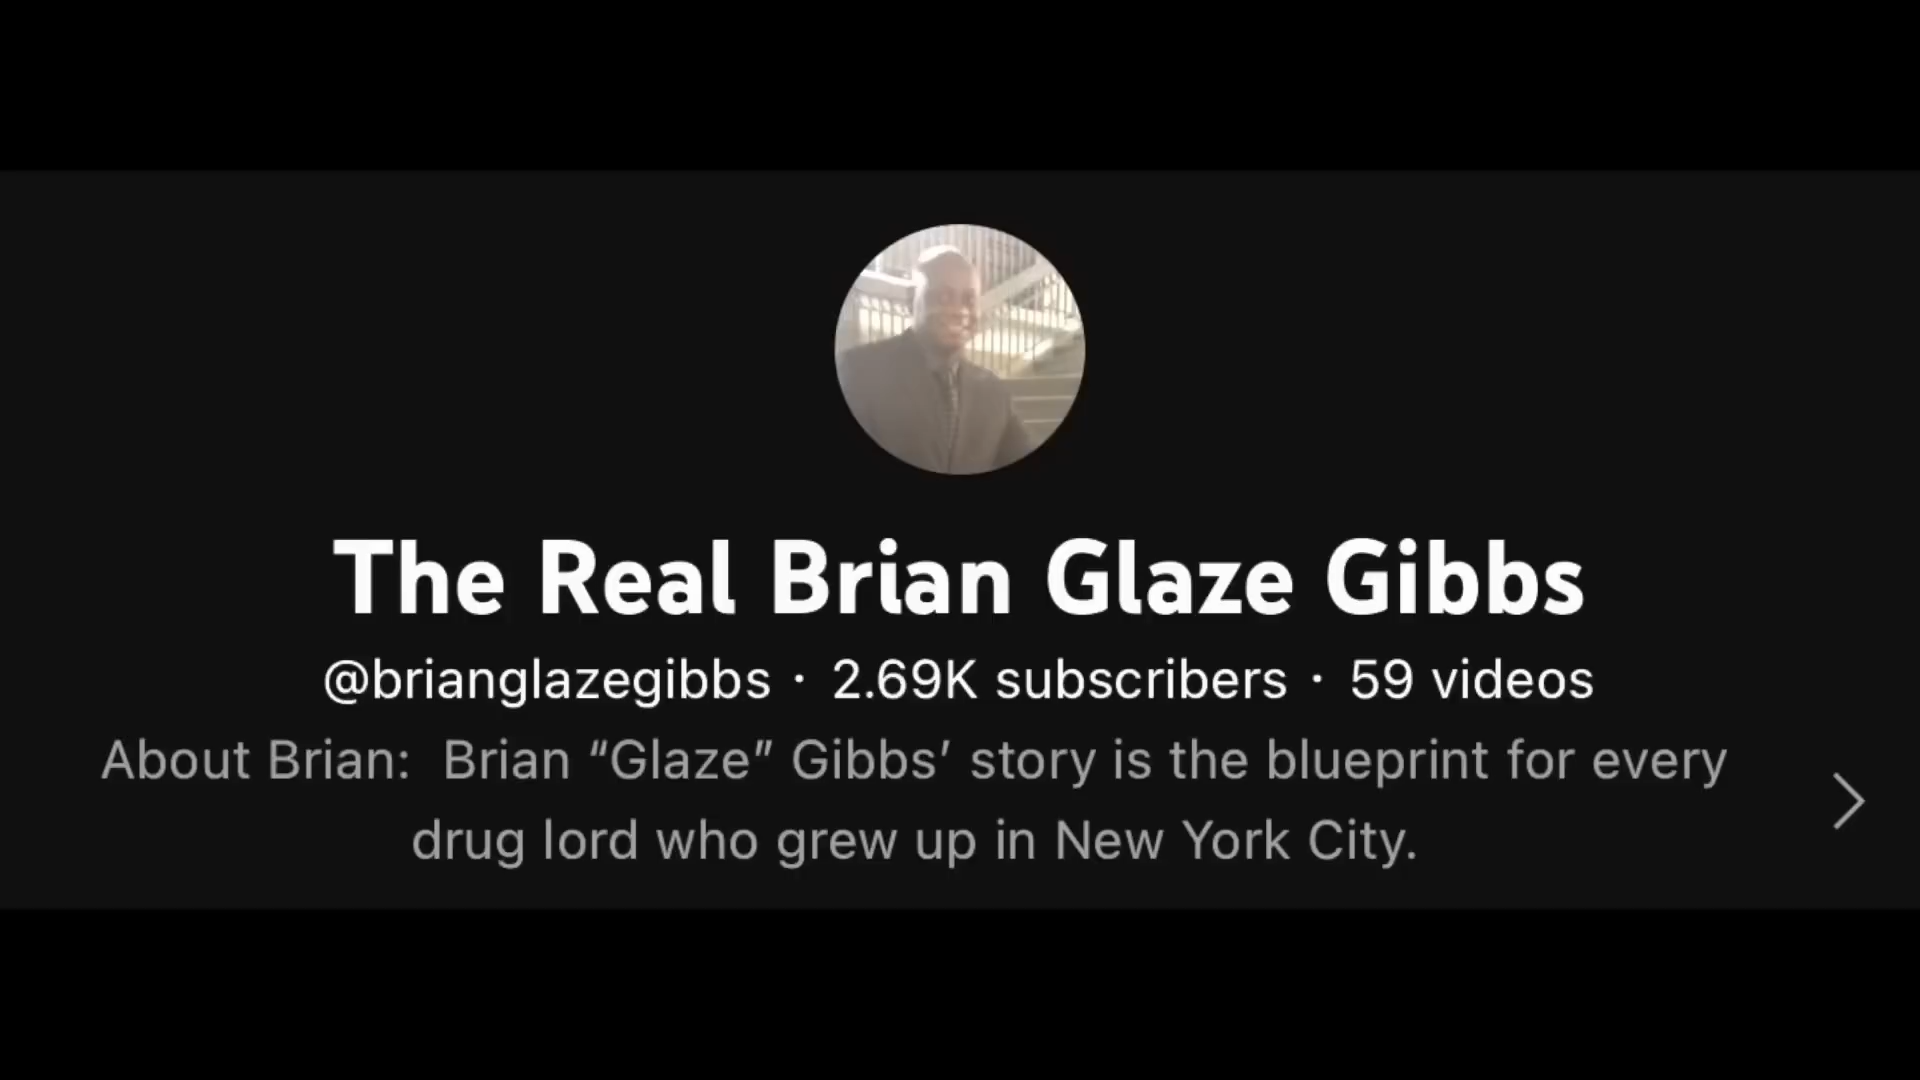 The Real Brian Glaze Gibbs
@brianglazegibbs · 2.69K subscribers · 59 videos
About Brian:  Brian “Glaze” Gibbs’ story is the blueprint for every
drug lord who grew up in New York City.